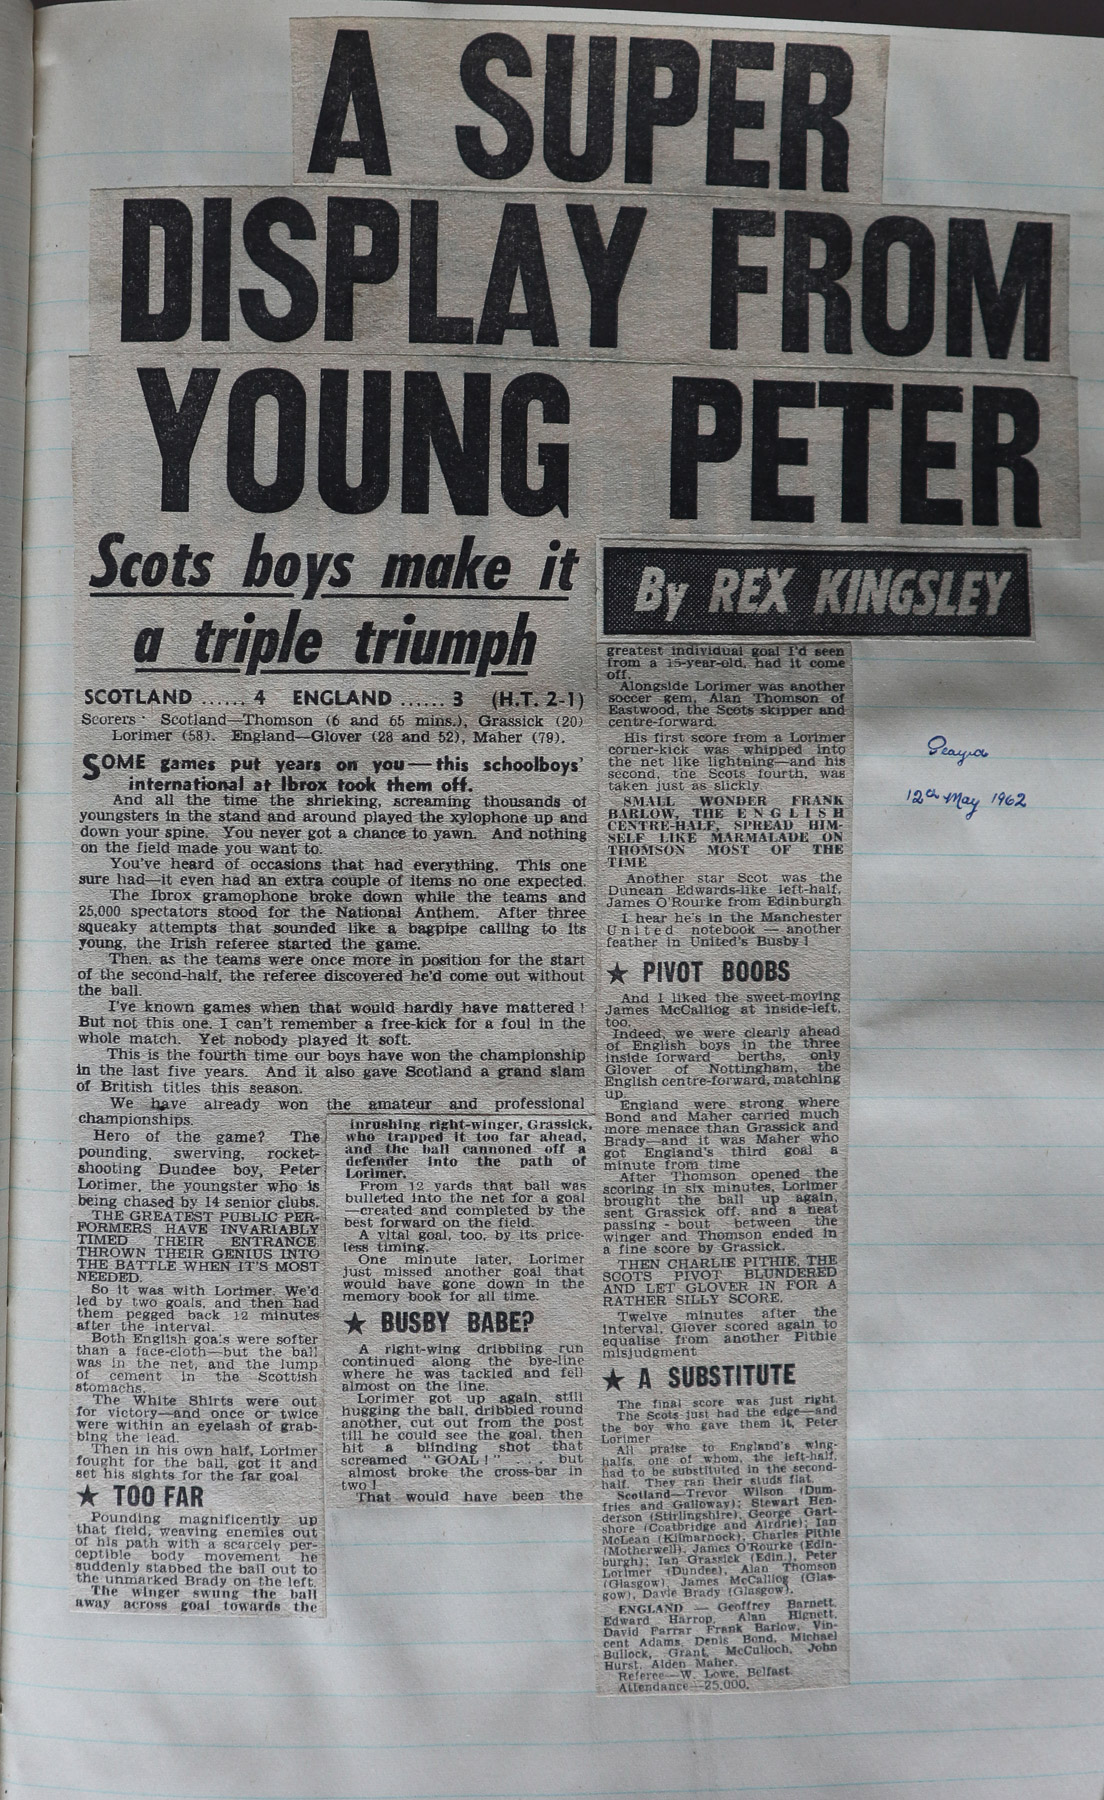 A SUPER
DISPLAY FROM
YOUNG PETER
Scots boys make it
a triple triumph
SCOTLAND ...... 4 ENGLAND ...... 3 (H.T. 2-1)
Scorers: Scotland—Thomson (6 and 65 mins.), Grassick (20)
Lorimer (58). England—Glover (28 and 52), Maher (79).
SOME games put years on you—this schoolboys'
international at Ibrox took them off.
And all the time the shrieking, screaming thousands of
youngsters in the stand and around played the xylophone up and
down your spine. You never got a chance to yawn. And nothing
on the field made you want to.
You've heard of occasions that had everything. This one
sure had—it even had an extra couple of items no one expected.
The Ibrox gramophone broke down while the teams and
25,000 spectators stood for the National Anthem. After three
squeaky attempts that sounded like a bagpipe calling to its
young, the Irish referee started the game.
Then, as the teams were once more in position for the start
of the second-half, the referee discovered he'd come out without
the ball.
I've known games when that would hardly have mattered!
But not this one. I can't remember a free-kick for a foul in the
whole match. Yet nobody played it soft.
This is the fourth time our boys have won the championship
in the last five years. And it also gave Scotland a grand slam
of British titles this season.
We have already won the amateur and professional
championships.
Hero of the game? The
pounding, swerving, rocket-
shooting Dundee boy, Peter
Lorimer, the youngster who is
being chased by 14 senior clubs.
THE GREATEST PUBLIC PER-
FORMERS HAVE INVARIABLY
TIMED THEIR ENTRANCE,
THROWN THEIR GENIUS INTO
THE BATTLE WHEN IT'S MOST
NEEDED.
So it was with Lorimer. We'd
led by two goals, and then had
them pegged back 12 minutes
after the interval.
Both English goals were softer
than a face-cloth—but the ball
was in the net, and the lump
of cement in the Scottish
stomachs.
The White Shirts were out
for victory—and once or twice
were within an eyelash of grab-
bing the lead.
Then in his own half, Lorimer
fought for the ball, got it and
set his sights for the far goal
★ TOO FAR
Pounding magnificently up
that field, weaving enemies out
of his path with a scarcely per-
ceptible body movement he
suddenly stabbed the ball out to
the unmarked Brady on the left.
The winger swung the ball
away across goal towards the
inrushing right-winger, Grassick,
who trapped it too far ahead,
and the ball cannoned off a
defender into the path of
Lorimer.
From 12 yards that ball was
bulleted into the net for a goal
—created and completed by the
best forward on the field.
A vital goal, too, by its price-
less timing.
One minute later, Lorimer
just missed another goal that
would have gone down in the
memory book for all time.
★ BUSBY BABE?
A right-wing dribbling run
continued along the bye-line
where he was tackled and fell
almost on the line.
Lorimer got up again, still
hugging the ball, dribbled round
another, cut out from the post
till he could see the goal, then
hit a blinding shot that
screamed "GOAL!" ... but
almost broke the cross-bar in
two!
That would have been the
By REX KINGSLEY
greatest individual goal I'd seen
from a 15-year-old, had it come
off.
Alongside Lorimer was another
soccer gem, Alan Thomson of
Eastwood, the Scots skipper and
centre-forward.
His first score from a Lorimer
corner-kick was whipped into
the net like lightning—and his
second, the Scots fourth, was
taken just as slickly
SMALL WONDER FRANK
BARLOW, THE ENGLISH
CENTRE-HALF, SPREAD HIM-
SELF LIKE MARMALADE ON
THOMSON MOST OF THE
TIME
Another star Scot was the
Duncan Edwards-like left-half,
James O'Rourke from Edinburgh
I hear he's in the Manchester
United notebook — another
feather in United's Busby!
★ PIVOT BOOBS
And I liked the sweet-moving
James McCalliog at inside-left,
too.
Indeed, we were clearly ahead
of English boys in the three
inside forward berths, only
Glover of Nottingham, the
English centre-forward, matching
up.
England were strong where
Bond and Maher carried much
more menace than Grassick and
Brady—and it was Maher who
got England's third goal a
minute from time
After Thomson opened the
scoring in six minutes, Lorimer
brought the ball up again,
sent Grassick off, and a neat
passing-bout between the
winger and Thomson ended in
a fine score by Grassick.
THEN CHARLIE PITHIE, THE
SCOTS PIVOT BLUNDERED
AND LET GLOVER IN FOR A
RATHER SILLY SCORE.
Twelve minutes after the
interval, Glover scored again to
equalise from another Pithie
misjudgment
★ A SUBSTITUTE
The final score was just right.
The Scots just had the edge—and
the boy who gave them it, Peter
Lorimer
All praise to England's wing-
halfs, one of whom, the left-half,
had to be substituted in the second-
half. They ran their studs flat.
Scotland—Trevor Wilson (Dum-
fries and Galloway); Stewart Hen-
derson (Stirlingshire), George Gart-
shore (Coatbridge and Airdrie); Ian
McLean (Kilmarnock), Charles Pithie
(Motherwell), James O'Rourke (Edin-
burgh); Ian Grassick (Edin.), Peter
Lorimer (Dundee), Alan Thomson
(Glasgow), James McCalliog (Glas-
gow), Davie Brady (Glasgow).
ENGLAND — Geoffrey Barnett,
Edward Harrop, Alan Hignett,
David Farrar Frank Barlow, Vin-
cent Adams, Denis Bond, Michael
Bullock, Grant, McCulloch, John
Hurst, Alden Maher.
Referee—W. Lowe, Belfast.
Attendance—25,000.
12th May 1962